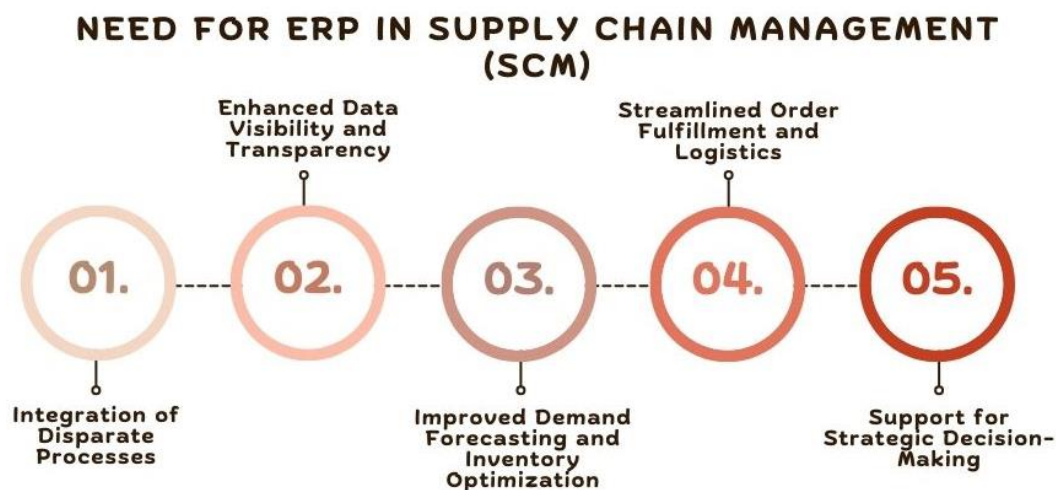 NEED FOR ERP IN SUPPLY CHAIN MANAGEMENT
(SCM)
01.
Integration of
Disparate
Processes
Enhanced Data
Visibility and
Transparency
02.
03.
Improved Demand
Forecasting and
Inventory
Optimization
Streamlined Order
Fulfillment and
Logistics
04.
05.
Support for
Strategic Decision-
Making